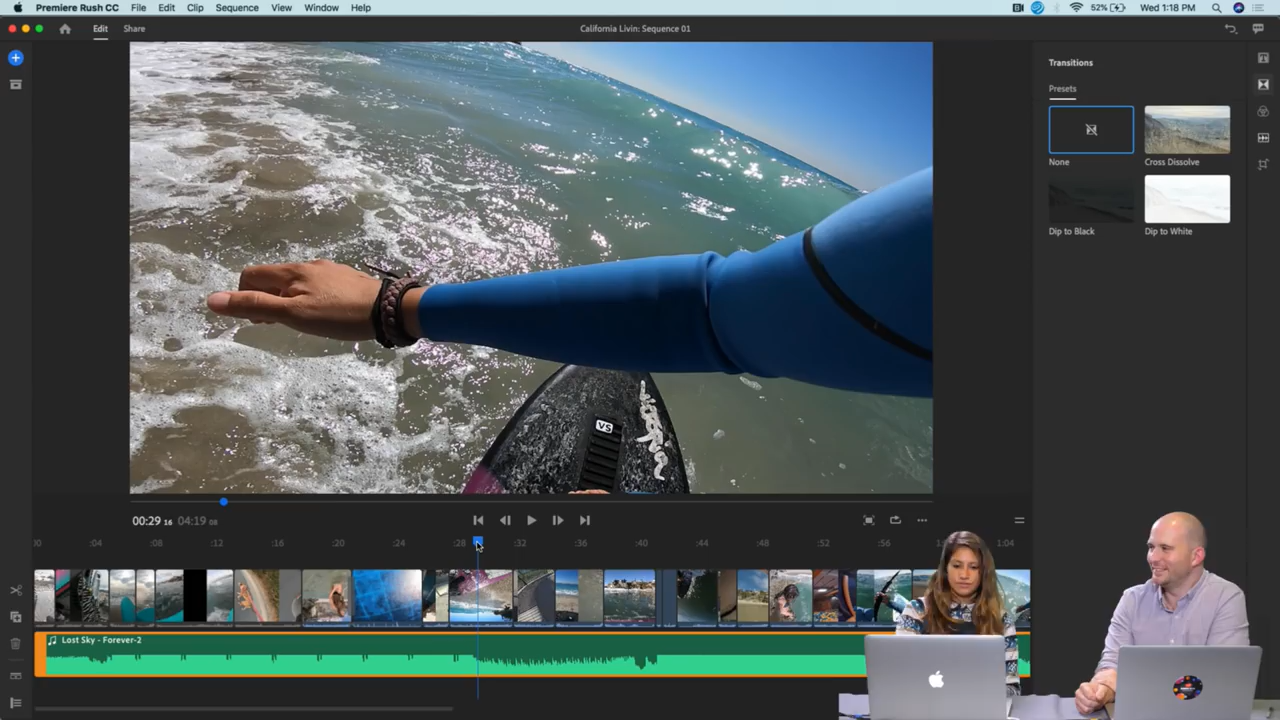 Premiere Rush CC File Edit Clip Sequence View Window Help 52% Wed 1:18 PM
Edit Share California Livin: Sequence 01
Transitions
Presets
None Cross Dissolve
Dip to Black Dip to White
VS
00:29 16 04:19 08
:00 :04 :08 :12 :16 :20 :24 :28 :32 :36 :40 :44 :48 :52 :56 1:00 1:04
Lost Sky - Forever-2